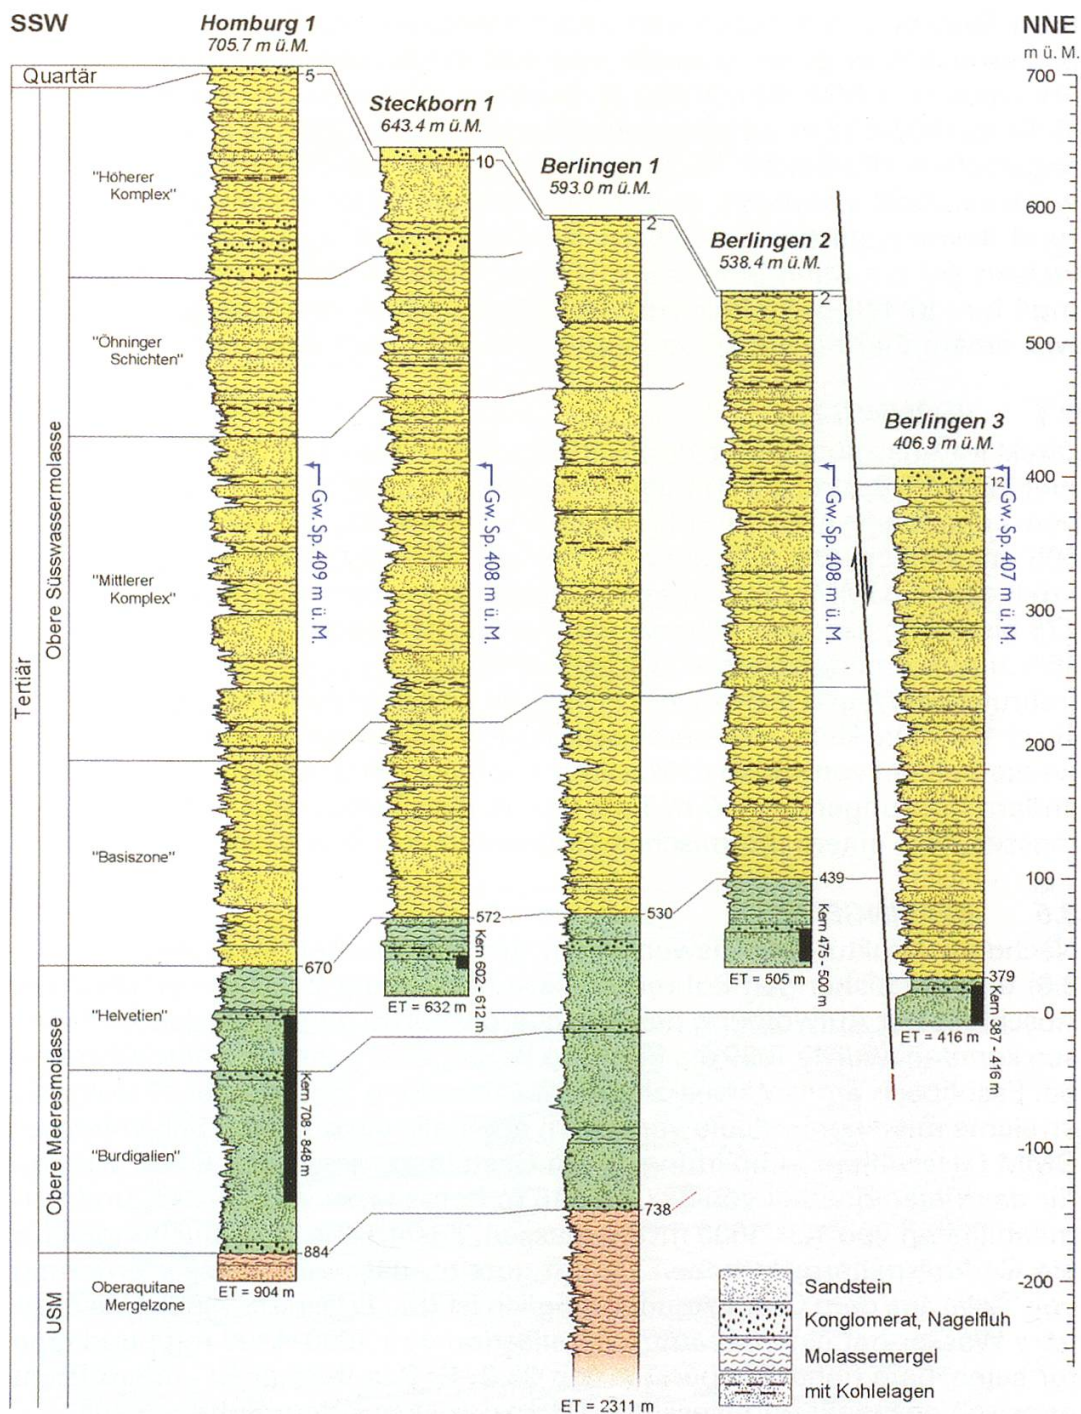 SSW
NNE
m ü. M.
Homburg 1
705.7 m ü.M.
Steckborn 1
643.4 m ü.M.
Berlingen 1
593.0 m ü.M.
Berlingen 2
538.4 m ü.M.
Berlingen 3
406.9 m ü.M.
Quartär
Tertiär
Obere Süsswassermolasse
Obere Meeresmolasse
USM
"Höherer
Komplex"
"Öhninger
Schichten"
"Mittlerer
Komplex"
"Basiszone"
"Helvetien"
"Burdigalien"
Oberaquitane
Mergelzone
5
10
2
2
12
Gw. Sp. 409 m ü. M.
Gw. Sp. 408 m ü. M.
Gw. Sp. 408 m ü. M.
Gw. Sp. 407 m ü. M.
670
572
530
439
379
884
738
Kern 708 - 848 m
Kern 602 - 612 m
Kern 475 - 500 m
Kern 387 - 416 m
ET = 904 m
ET = 632 m
ET = 2311 m
ET = 505 m
ET = 416 m
700
600
500
400
300
200
100
0
-100
-200
Sandstein
Konglomerat, Nagelfluh
Molassemergel
mit Kohlelagen